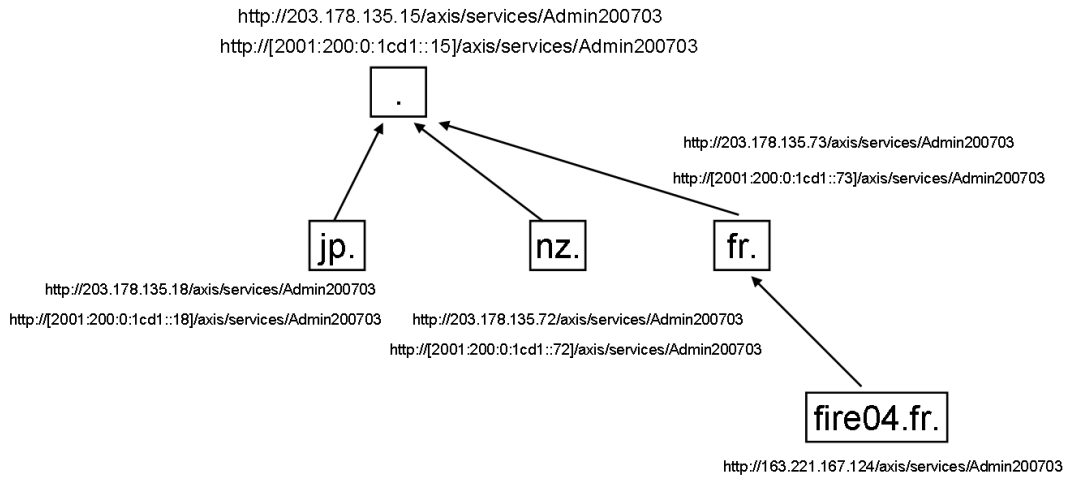 http://203.178.135.15/axis/services/Admin200703
http://[2001:200:0:1cd1::15]/axis/services/Admin200703
.
http://203.178.135.73/axis/services/Admin200703
http://[2001:200:0:1cd1::73]/axis/services/Admin200703
jp.
nz.
fr.
http://203.178.135.18/axis/services/Admin200703
http://[2001:200:0:1cd1::18]/axis/services/Admin200703
http://203.178.135.72/axis/services/Admin200703
http://[2001:200:0:1cd1::72]/axis/services/Admin200703
fire04.fr.
http://163.221.167.124/axis/services/Admin200703